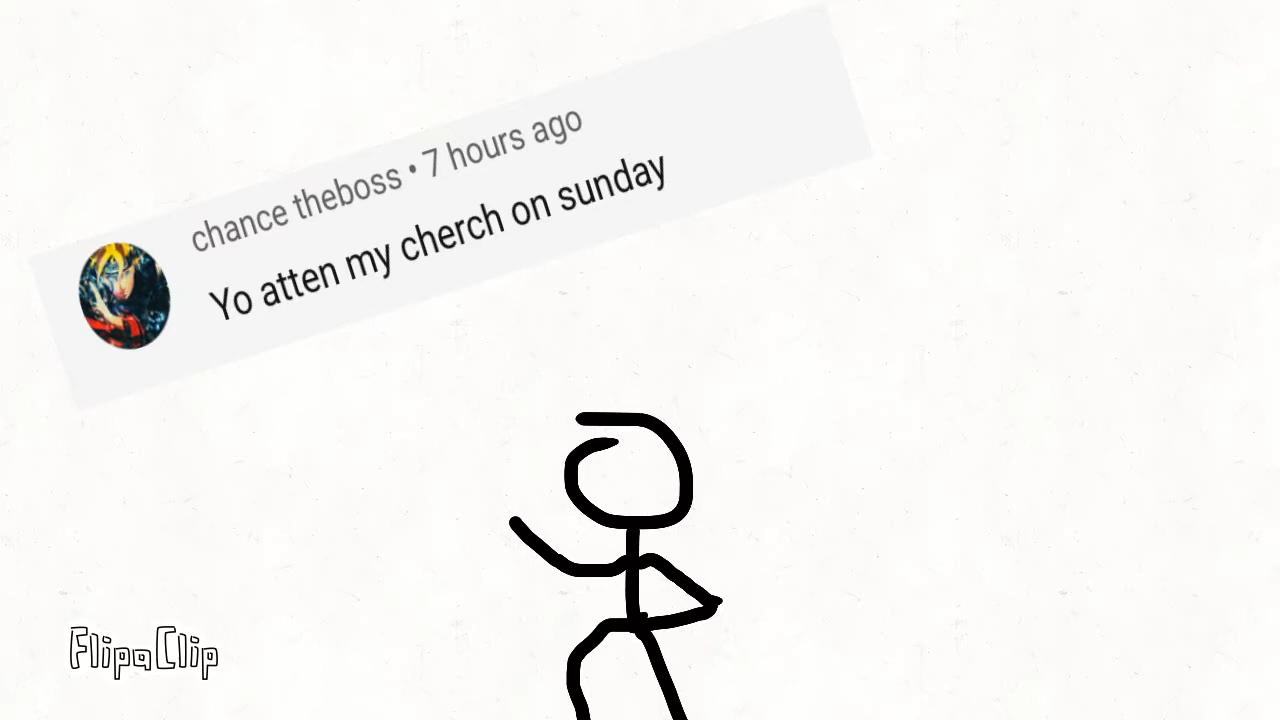 chance theboss • 7 hours ago
Yo atten my cherch on sunday
FlipaClip